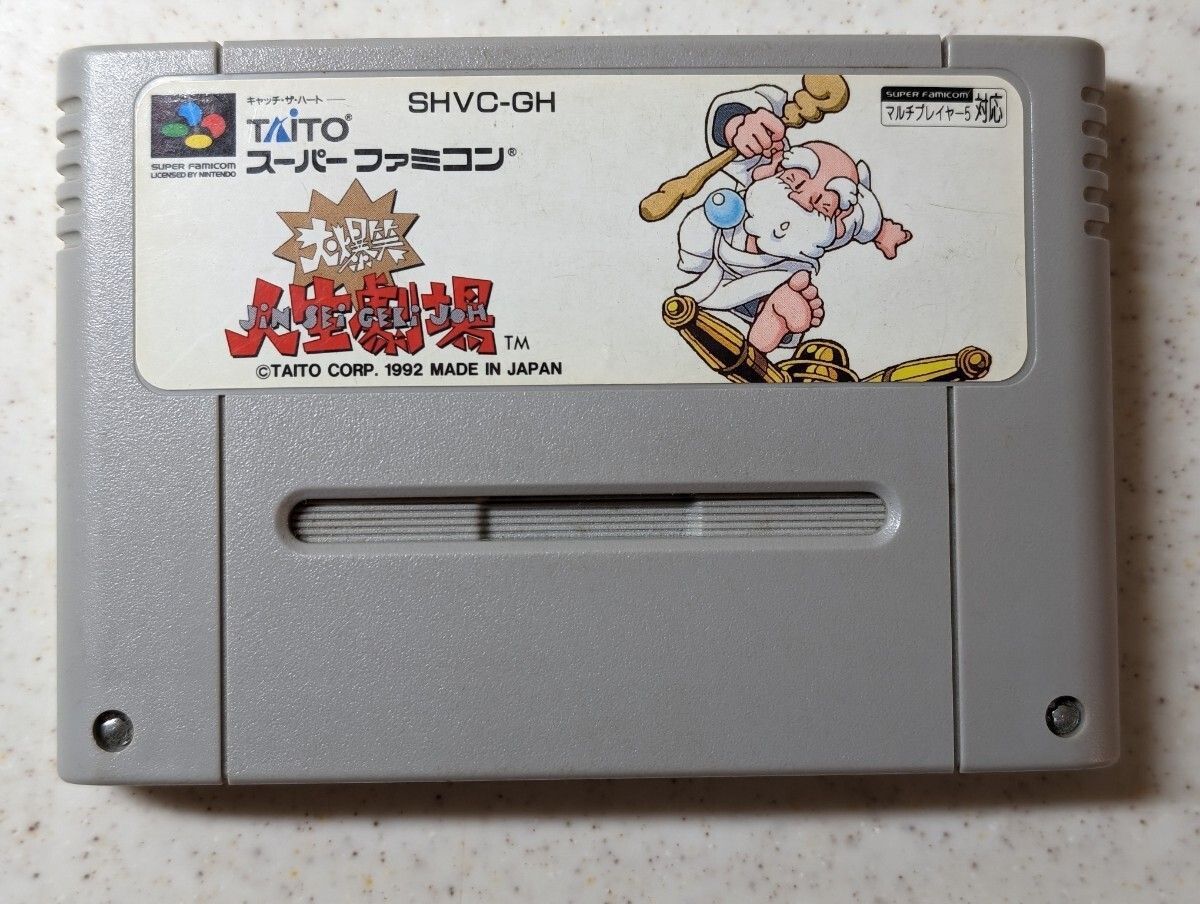 SUPER FAMICOM
LICENSED BY NINTENDO
キャッチ・ザ・ハート
TAITO®
スーパーファミコン®
SHVC-GH
SUPER FAMICOM
マルチプレイヤー5 対応
大爆笑
人生劇場
JINSEI GEKIJOH
TM
©TAITO CORP. 1992 MADE IN JAPAN